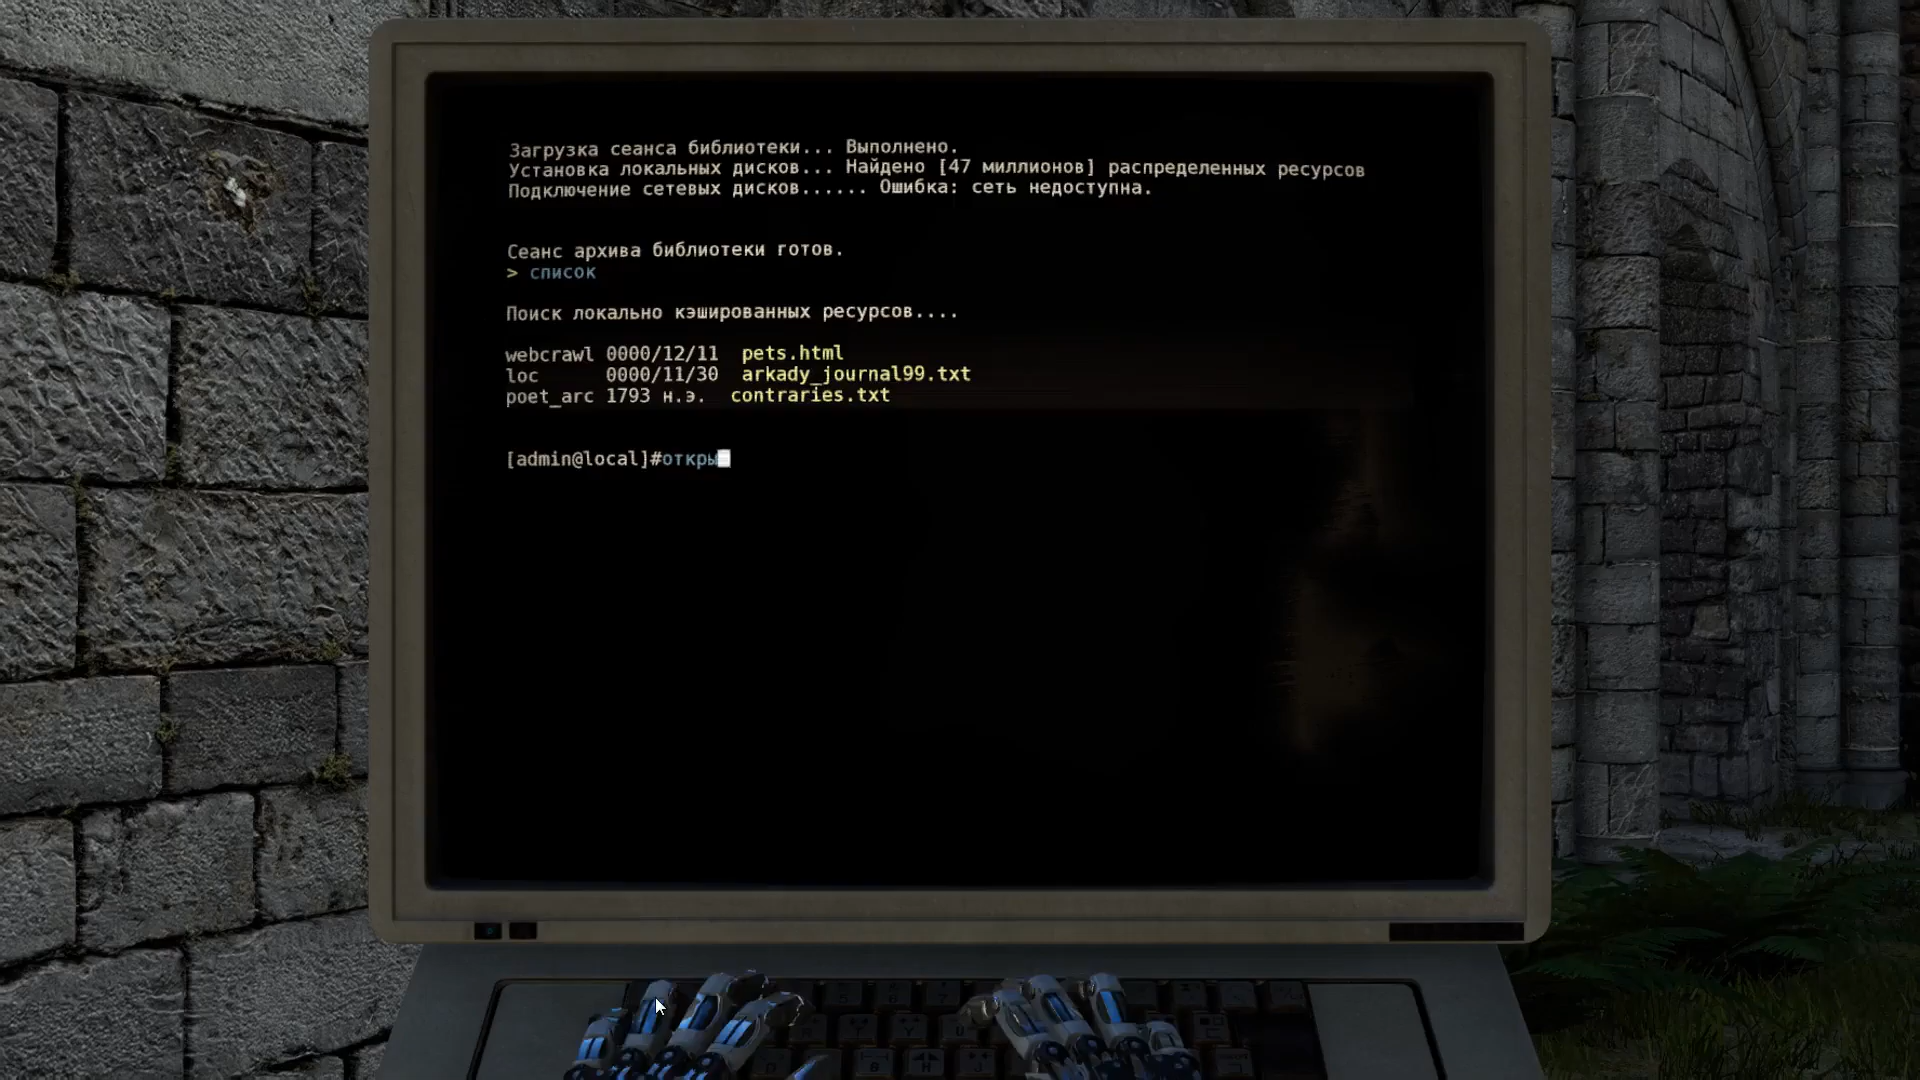 Загрузка сеанса библиотеки... Выполнено.
Установка локальных дисков... Найдено [47 миллионов] распределенных ресурсов
Подключение сетевых дисков...... Ошибка: сеть недоступна.
Сеанс архива библиотеки готов.
> список
Поиск локально кэшированных ресурсов....
webcrawl 0000/12/11 pets.html
loc 0000/11/30 arkady_journal99.txt
poet_arc 1793 н.э. contraries.txt
[admin@local]#откры